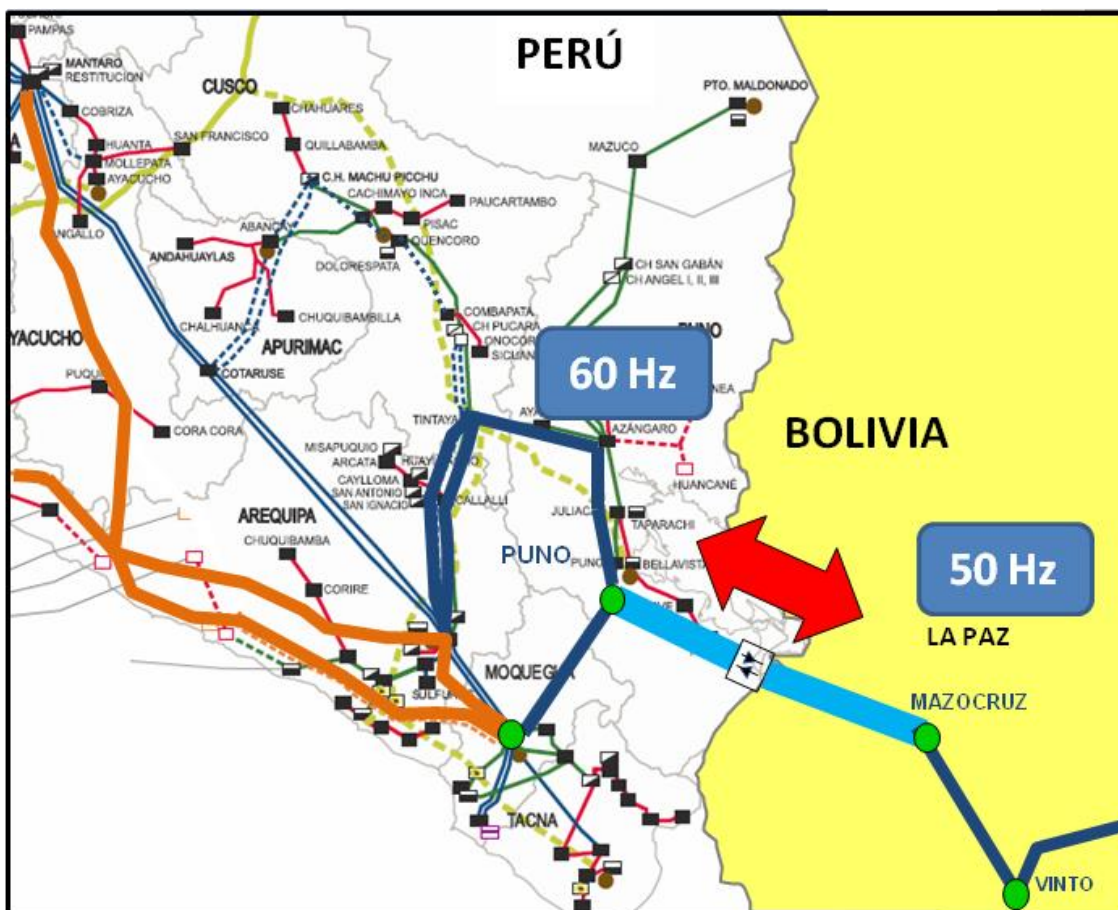 PAMPAS
PERÚ
MANTARO
RESTITUCION
CUSCO
PTO. MALDONADO
COBRIZA
CHAHUARES
SAN FRANCISCO
MAZUCO
HUANTA
QUILLABAMBA
MOLLEPATA
AYACUCHO
C.H. MACHU PICCHU
CACHIMAYO INCA
PAUCARTAMBO
ABANCAY
PISAC
QUENCORO
ANDAHUAYLAS
DOLORESPATA
CH SAN GABÁN
CH ANGEL I, II, III
COMBAPATA
CHALHUANCA
CHUQUIBAMBILLA
CH PUCARA
APURIMAC
COTARUSE
60 Hz
CORA CORA
TINTAYA
AZÁNGARO
BOLIVIA
MISAPUQUIO
ARCATA
HUANCANÉ
CAYLLOMA
SAN ANTONIO
CALLALLI
SAN IGNACIO
AREQUIPA
TAPARACHI
CHUQUIBAMBA
PUNO
PUNO
BELLAVISTA
50 Hz
CORIRE
LA PAZ
MOQUEGUA
MAZOCRUZ
TACNA
VINTO